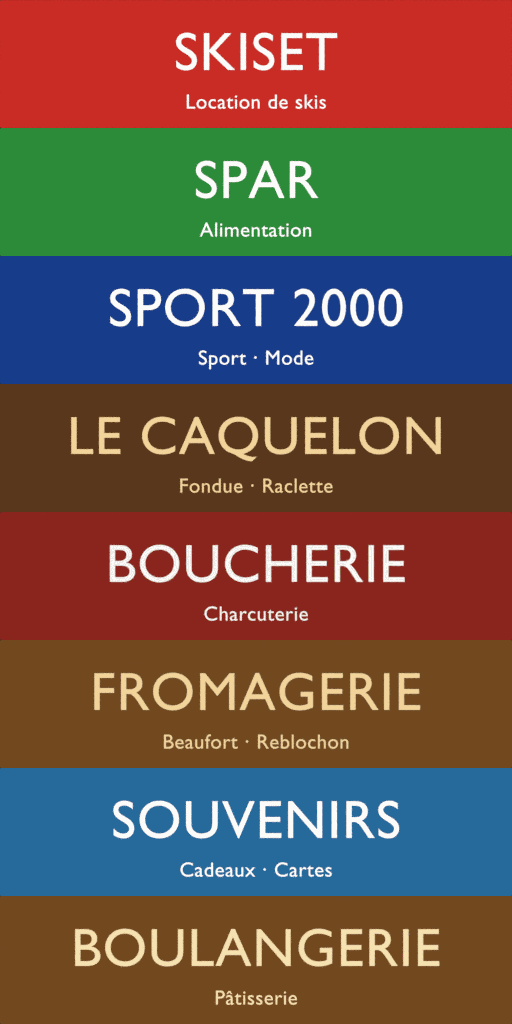 SKISET
Location de skis
SPAR
Alimentation
SPORT 2000
Sport · Mode
LE CAQUELON
Fondue · Raclette
BOUCHERIE
Charcuterie
FROMAGERIE
Beaufort · Reblochon
SOUVENIRS
Cadeaux · Cartes
BOULANGERIE
Pâtisserie